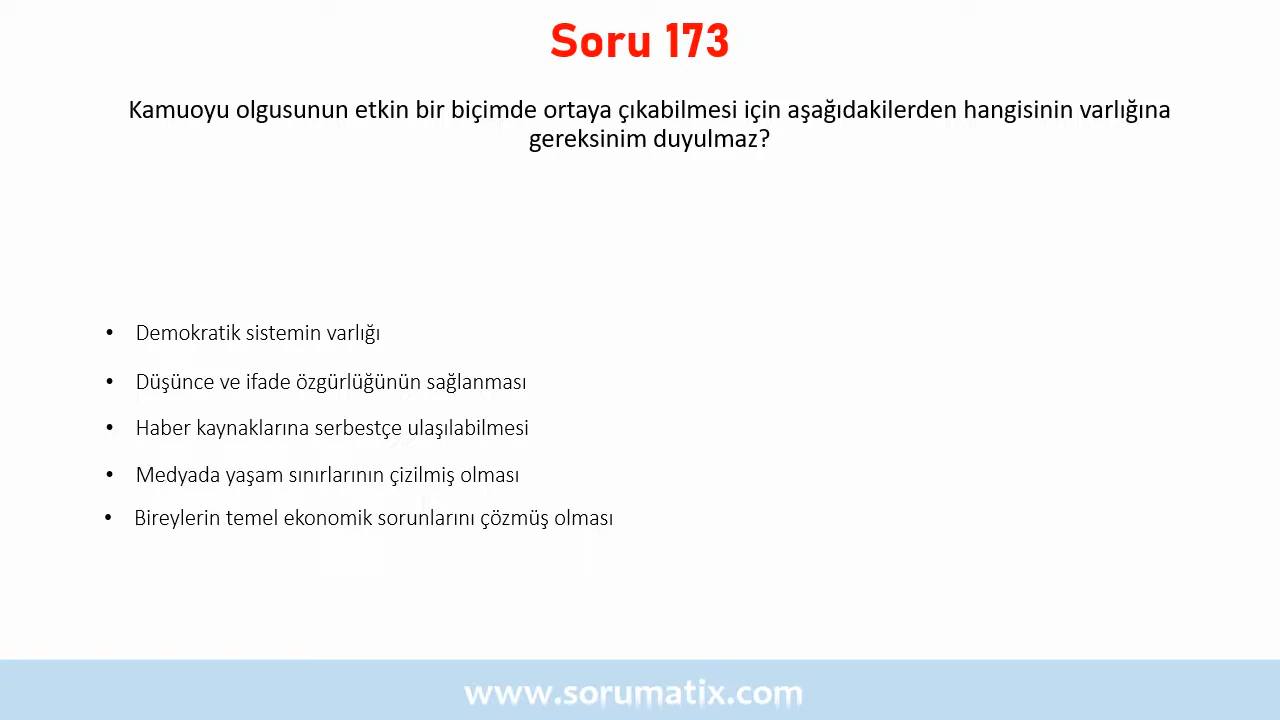 Soru 173
Kamuoyu olgusunun etkin bir biçimde ortaya çıkabilmesi için aşağıdakilerden hangisinin varlığına
gereksinim duyulmaz?
• Demokratik sistemin varlığı
• Düşünce ve ifade özgürlüğünün sağlanması
• Haber kaynaklarına serbestçe ulaşılabilmesi
• Medyada yaşam sınırlarının çizilmiş olması
• Bireylerin temel ekonomik sorunlarını çözmüş olması
www.sorumatix.com